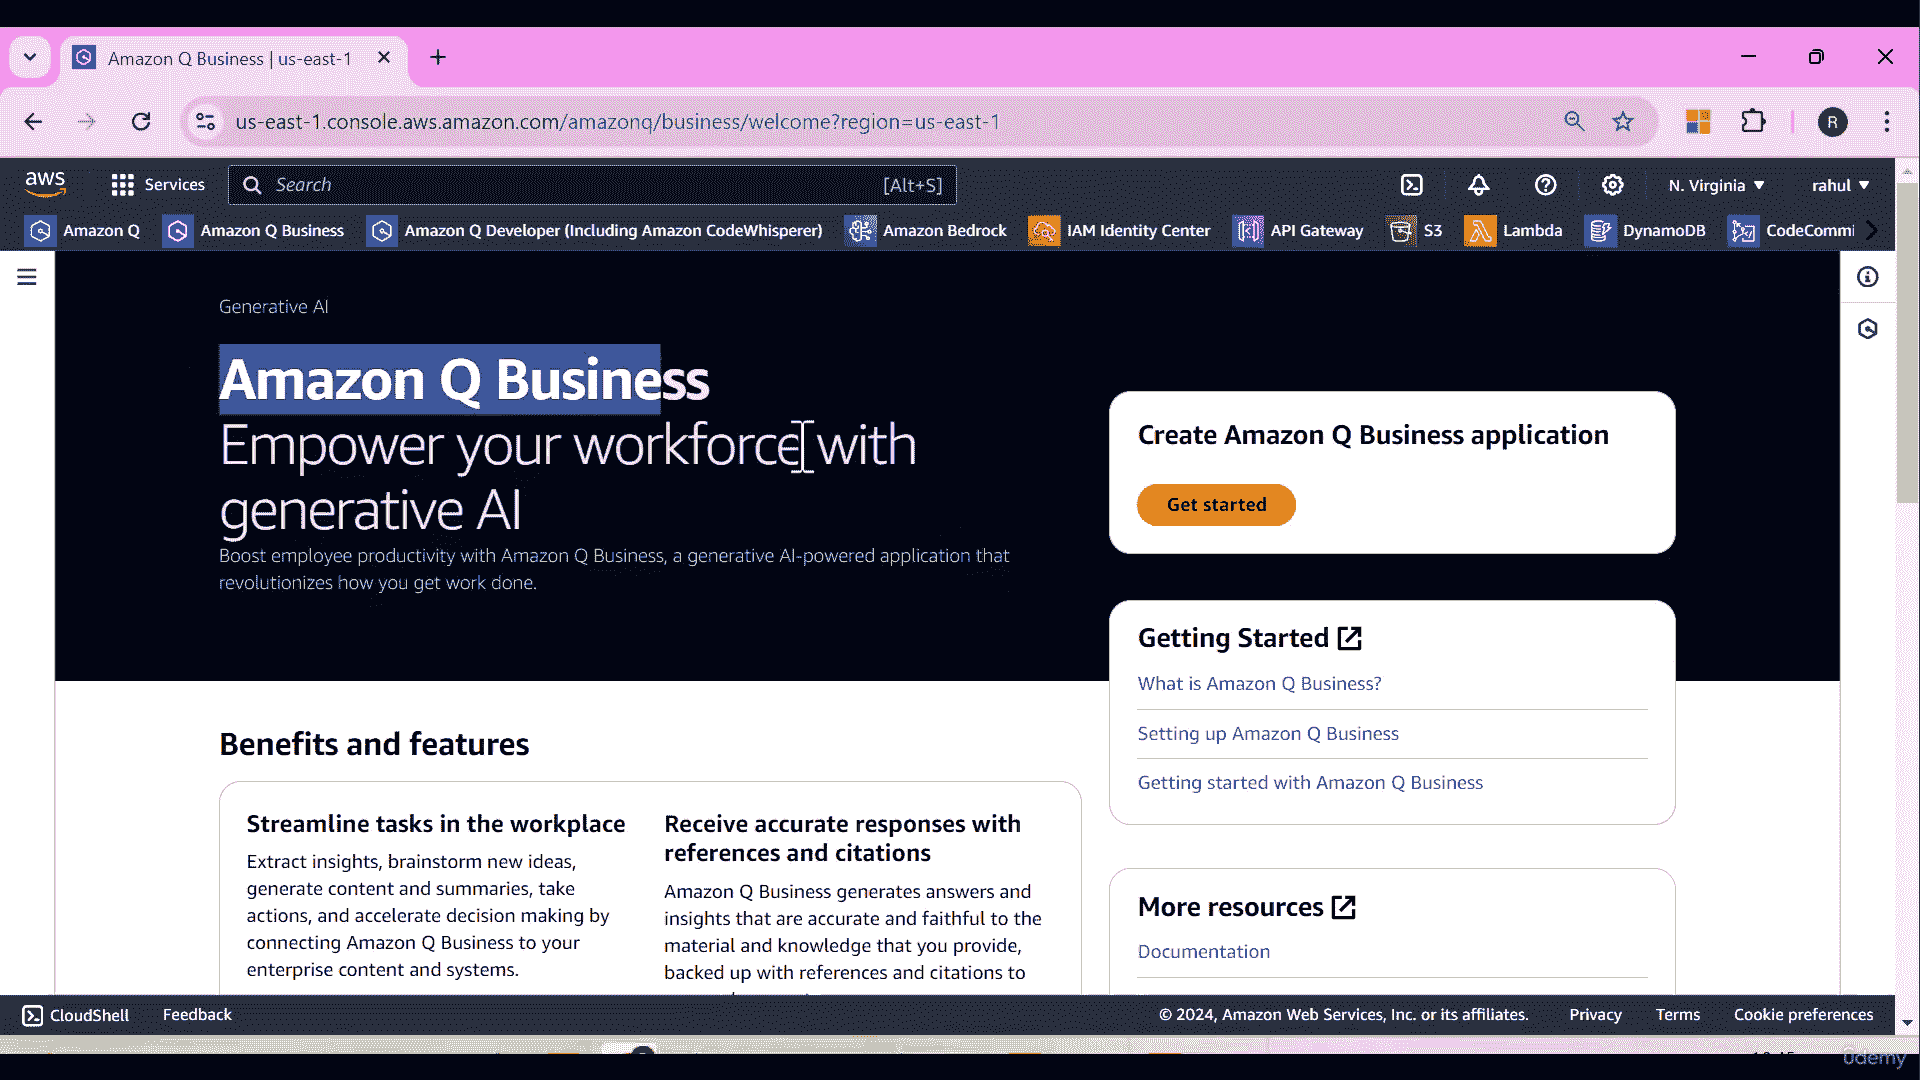 Amazon Q Business | us-east-1
us-east-1.console.aws.amazon.com/amazonq/business/welcome?region=us-east-1
R
aws
Services
Search
[Alt+S]
N. Virginia
rahul
Amazon Q
Amazon Q Business
Amazon Q Developer (Including Amazon CodeWhisperer)
Amazon Bedrock
IAM Identity Center
API Gateway
S3
Lambda
DynamoDB
CodeCommi
Generative AI
Amazon Q Business
Empower your workforce with
generative AI
Boost employee productivity with Amazon Q Business, a generative AI-powered application that
revolutionizes how you get work done.
Create Amazon Q Business application
Get started
Getting Started
What is Amazon Q Business?
Setting up Amazon Q Business
Getting started with Amazon Q Business
Benefits and features
Streamline tasks in the workplace
Extract insights, brainstorm new ideas,
generate content and summaries, take
actions, and accelerate decision making by
connecting Amazon Q Business to your
enterprise content and systems.
Receive accurate responses with
references and citations
Amazon Q Business generates answers and
insights that are accurate and faithful to the
material and knowledge that you provide,
backed up with references and citations to
More resources
Documentation
CloudShell
Feedback
© 2024, Amazon Web Services, Inc. or its affiliates.
Privacy
Terms
Cookie preferences
ûdemy